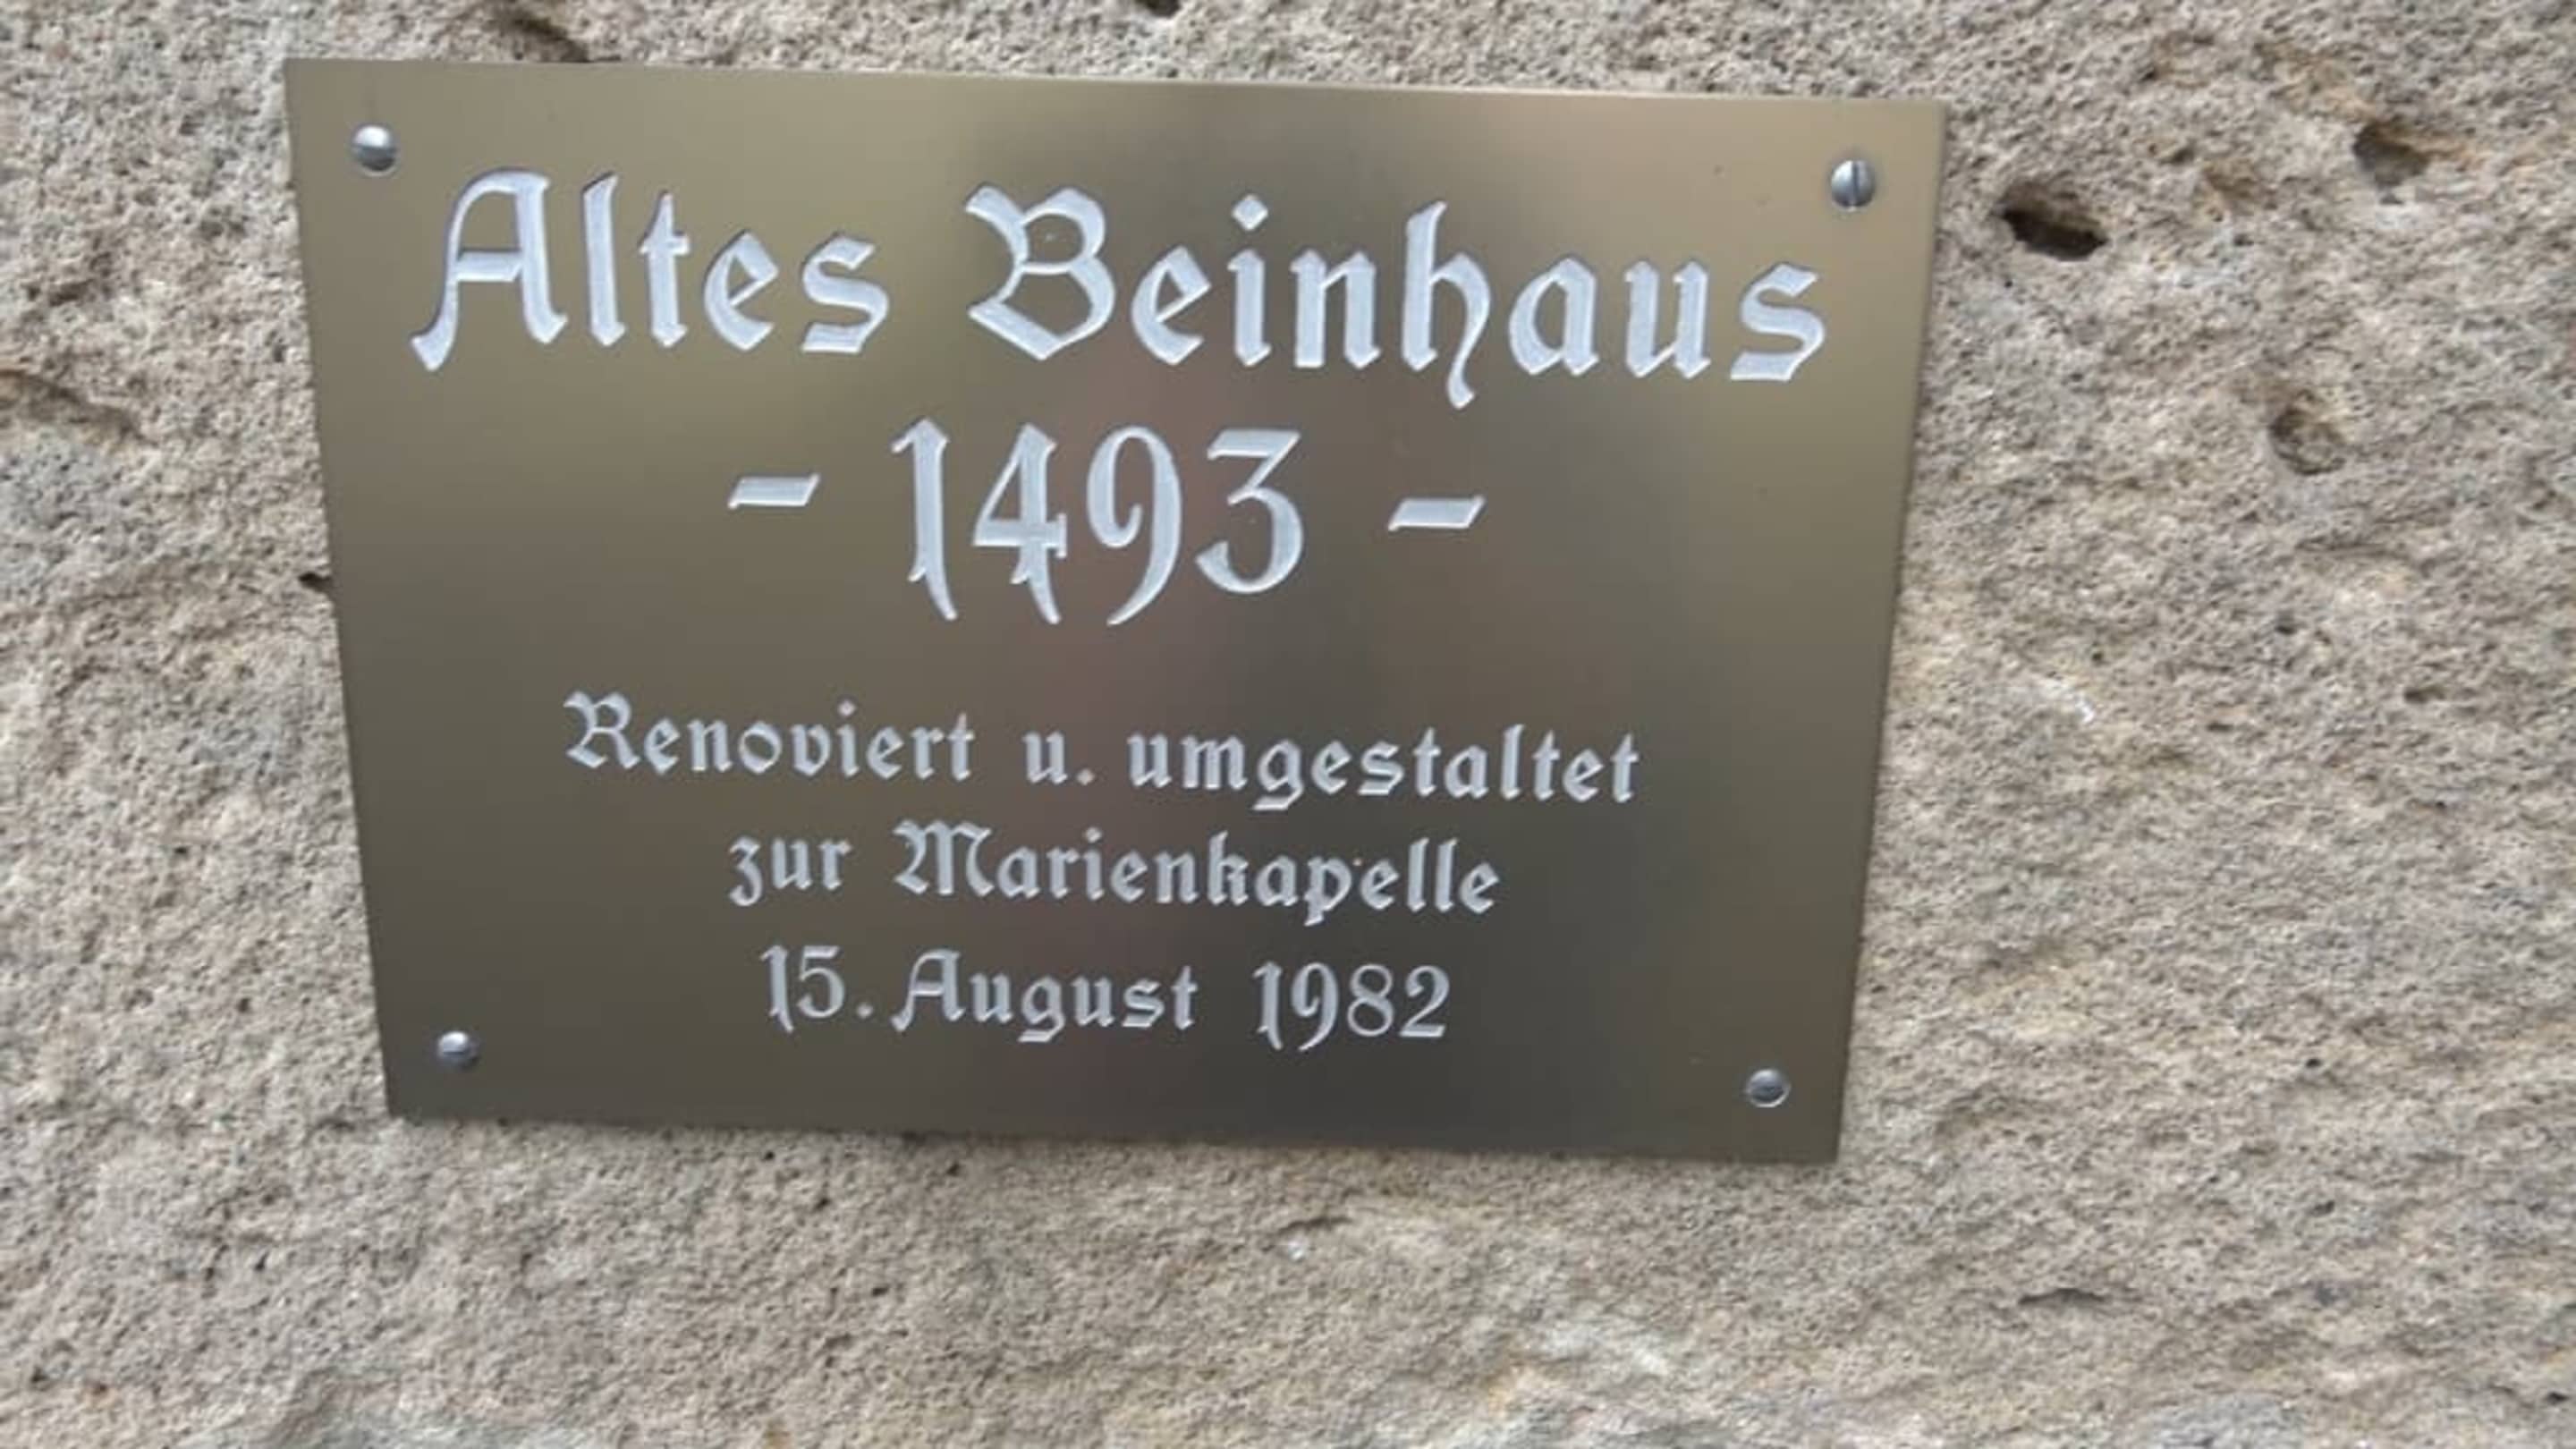 Altes Beinhaus
- 1493 -
Renoviert u. umgestaltet
zur Marienkapelle
15. August 1982